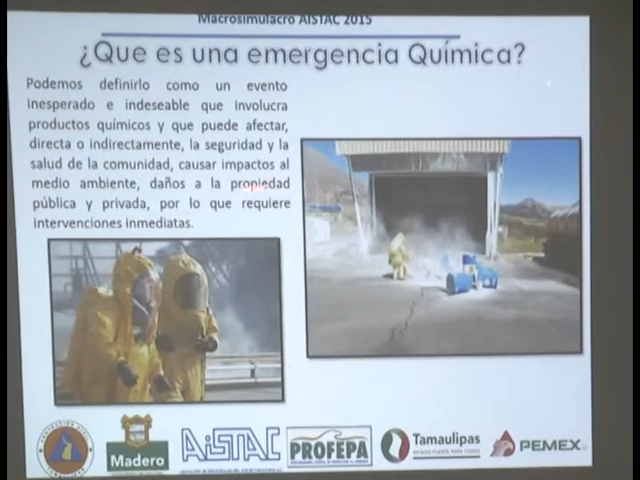 Macrosimulacro AISTAC 2015
¿Que es una emergencia Química?
Podemos definirlo como un evento
inesperado e indeseable que involucra
productos químicos y que puede afectar,
directa o indirectamente, la seguridad y la
salud de la comunidad, causar impactos al
medio ambiente, daños a la propiedad
pública y privada, por lo que requiere
intervenciones inmediatas.
Madero
AISTAC
PROFEPA
Tamaulipas
PEMEX